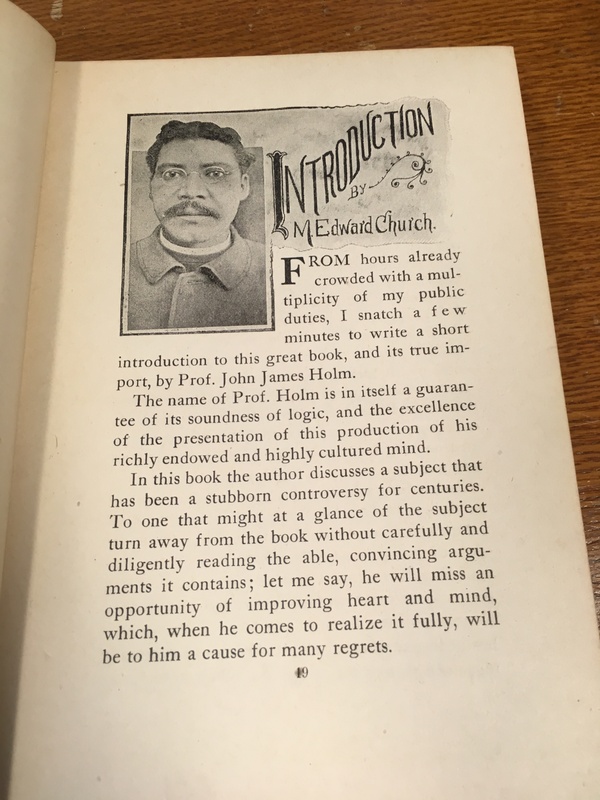 INTRODUCTION
BY
M. Edward Church.
FROM hours already
crowded with a mul-
tiplicity of my public
duties, I snatch a few
minutes to write a short
introduction to this great book, and its true im-
port, by Prof. John James Holm.
The name of Prof. Holm is in itself a guaran-
tee of its soundness of logic, and the excellence
of the presentation of this production of his
richly endowed and highly cultured mind.
In this book the author discusses a subject that
has been a stubborn controversy for centuries.
To one that might at a glance of the subject
turn away from the book without carefully and
diligently reading the able, convincing argu-
ments it contains; let me say, he will miss an
opportunity of improving heart and mind,
which, when he comes to realize it fully, will
be to him a cause for many regrets.